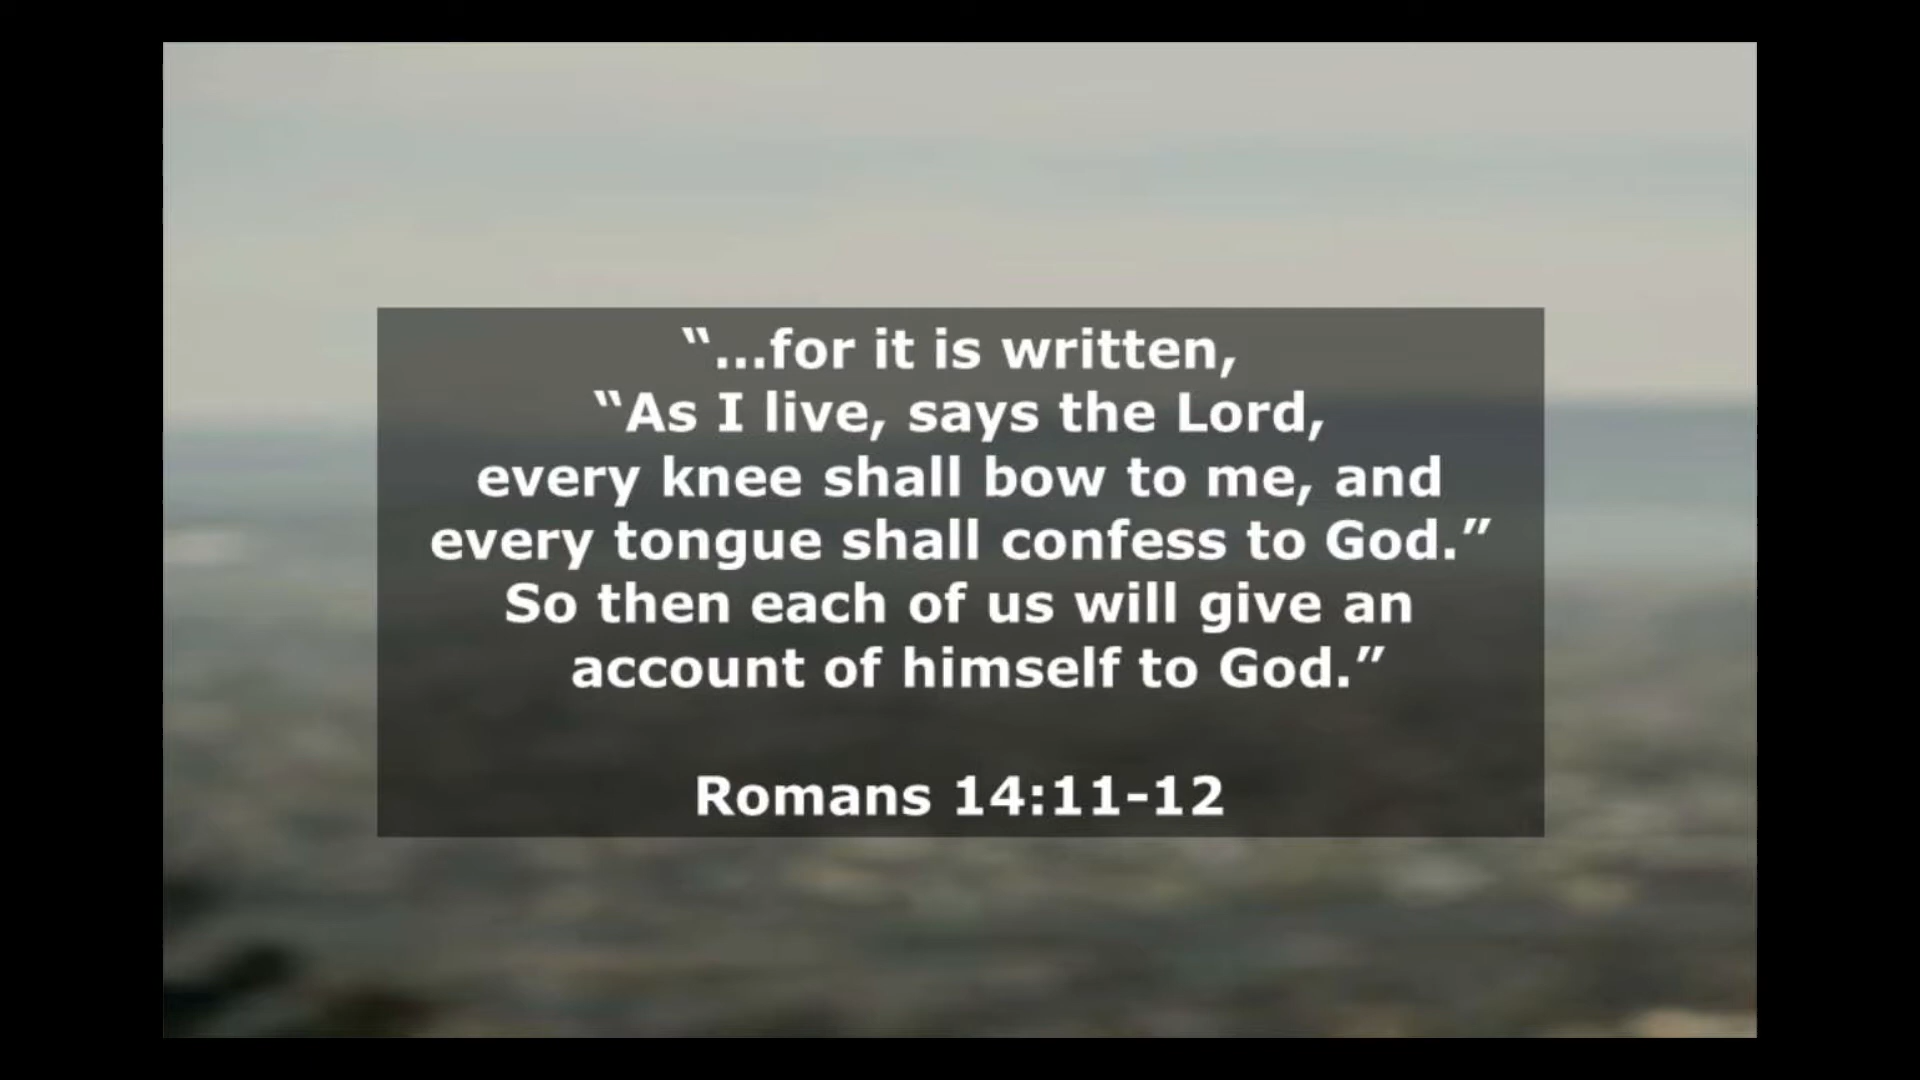 “...for it is written,
“As I live, says the Lord,
every knee shall bow to me, and
every tongue shall confess to God.”
So then each of us will give an
account of himself to God.”
Romans 14:11-12